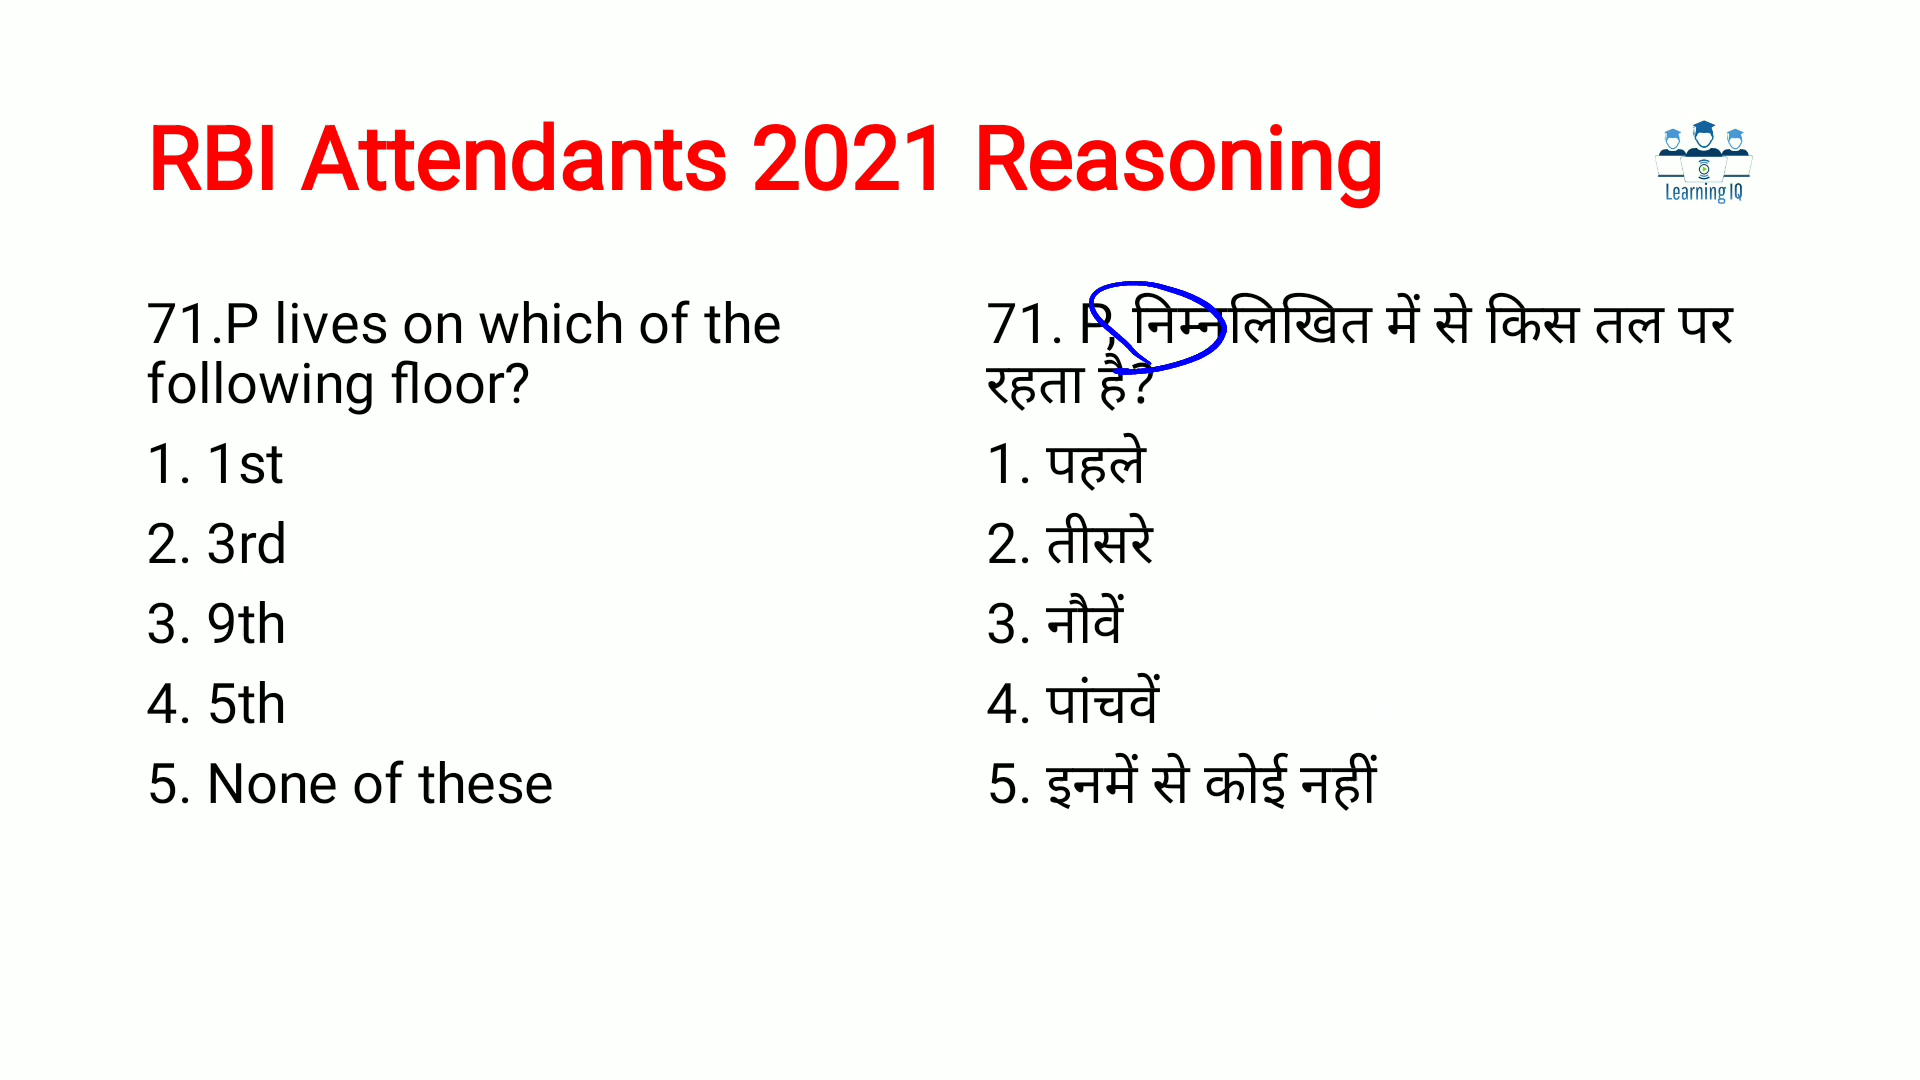 RBI Attendants 2021 Reasoning
Learning IQ
71.P lives on which of the
following floor?
1. 1st
2. 3rd
3. 9th
4. 5th
5. None of these
71. P, निम्नलिखित में से किस तल पर
रहता है?
1. पहले
2. तीसरे
3. नौवें
4. पांचवें
5. इनमें से कोई नहीं